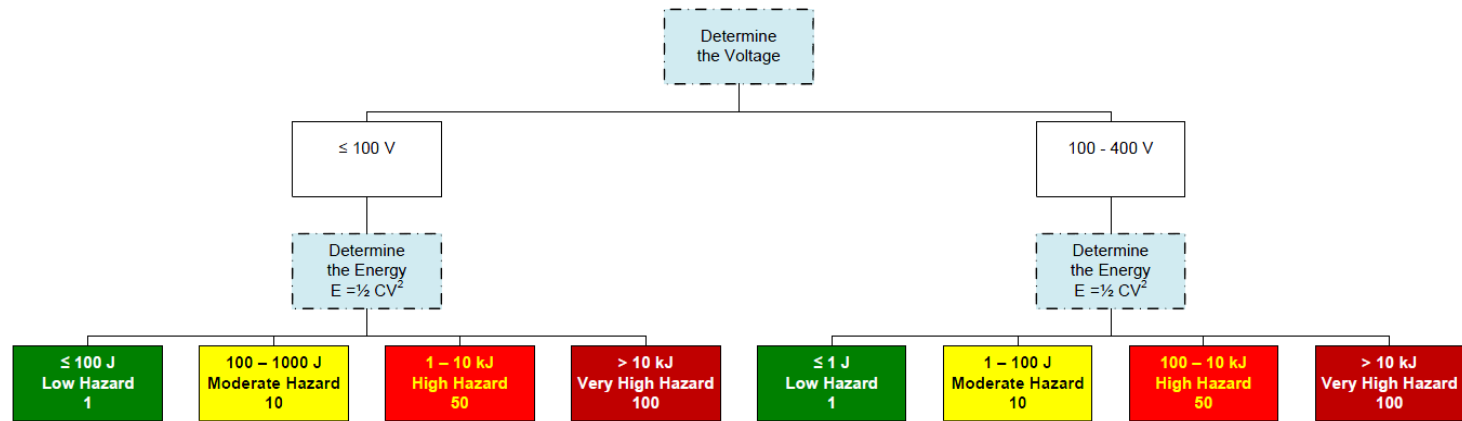 Determine
the Voltage
≤ 100 V
100 - 400 V
Determine
the Energy
E =½ CV²
Determine
the Energy
E =½ CV²
≤ 100 J
Low Hazard
1
100 – 1000 J
Moderate Hazard
10
1 – 10 kJ
High Hazard
50
> 10 kJ
Very High Hazard
100
≤ 1 J
Low Hazard
1
1 – 100 J
Moderate Hazard
10
100 – 10 kJ
High Hazard
50
> 10 kJ
Very High Hazard
100